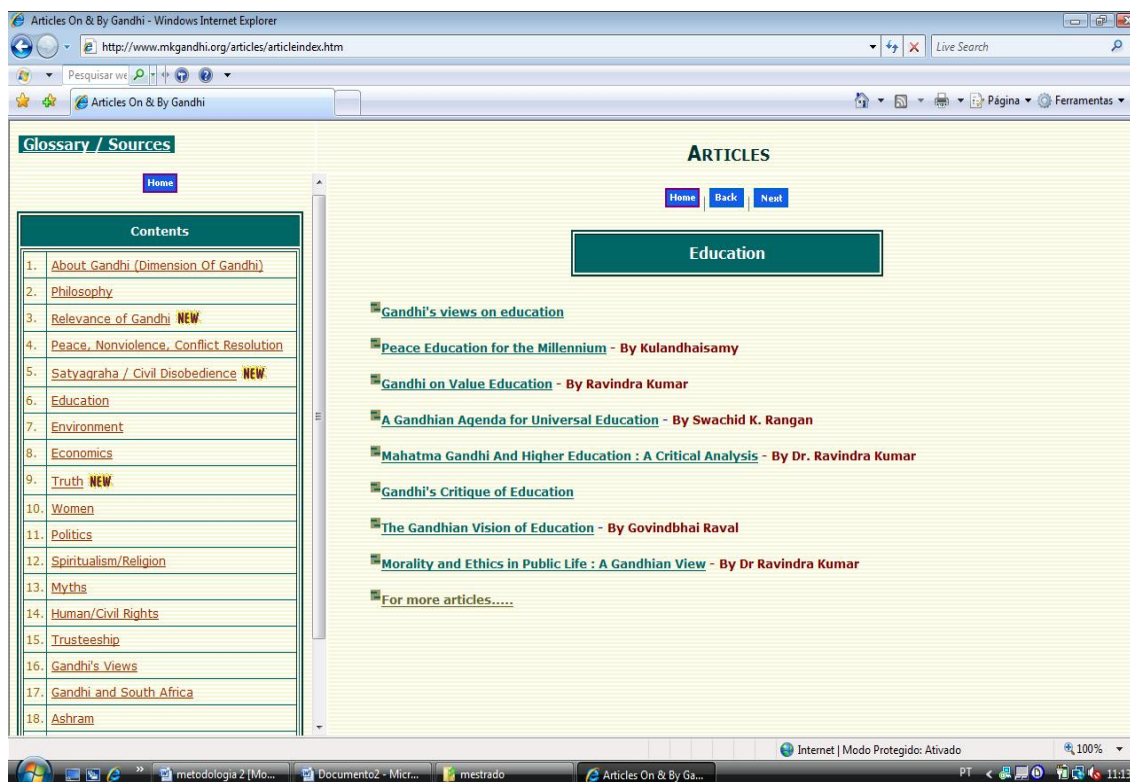 Articles On & By Gandhi - Windows Internet Explorer
http://www.mkgandhi.org/articles/articleindex.htm
Live Search
Pesquisar we
Articles On & By Gandhi
Página
Ferramentas
Glossary / Sources
Home
Contents
1. About Gandhi (Dimension Of Gandhi)
2. Philosophy
3. Relevance of Gandhi NEW
4. Peace, Nonviolence, Conflict Resolution
5. Satyagraha / Civil Disobedience NEW
6. Education
7. Environment
8. Economics
9. Truth NEW
10. Women
11. Politics
12. Spiritualism/Religion
13. Myths
14. Human/Civil Rights
15. Trusteeship
16. Gandhi's Views
17. Gandhi and South Africa
18. Ashram
ARTICLES
Home | Back | Next
Education
Gandhi's views on education
Peace Education for the Millennium - By Kulandhaisamy
Gandhi on Value Education - By Ravindra Kumar
A Gandhian Agenda for Universal Education - By Swachid K. Rangan
Mahatma Gandhi And Higher Education : A Critical Analysis - By Dr. Ravindra Kumar
Gandhi's Critique of Education
The Gandhian Vision of Education - By Govindbhai Raval
Morality and Ethics in Public Life : A Gandhian View - By Dr Ravindra Kumar
For more articles.....
Internet | Modo Protegido: Ativado
100%
metodologia 2 [Mo...
Documento2 - Micr...
mestrado
Articles On & By Ga...
PT
11:13